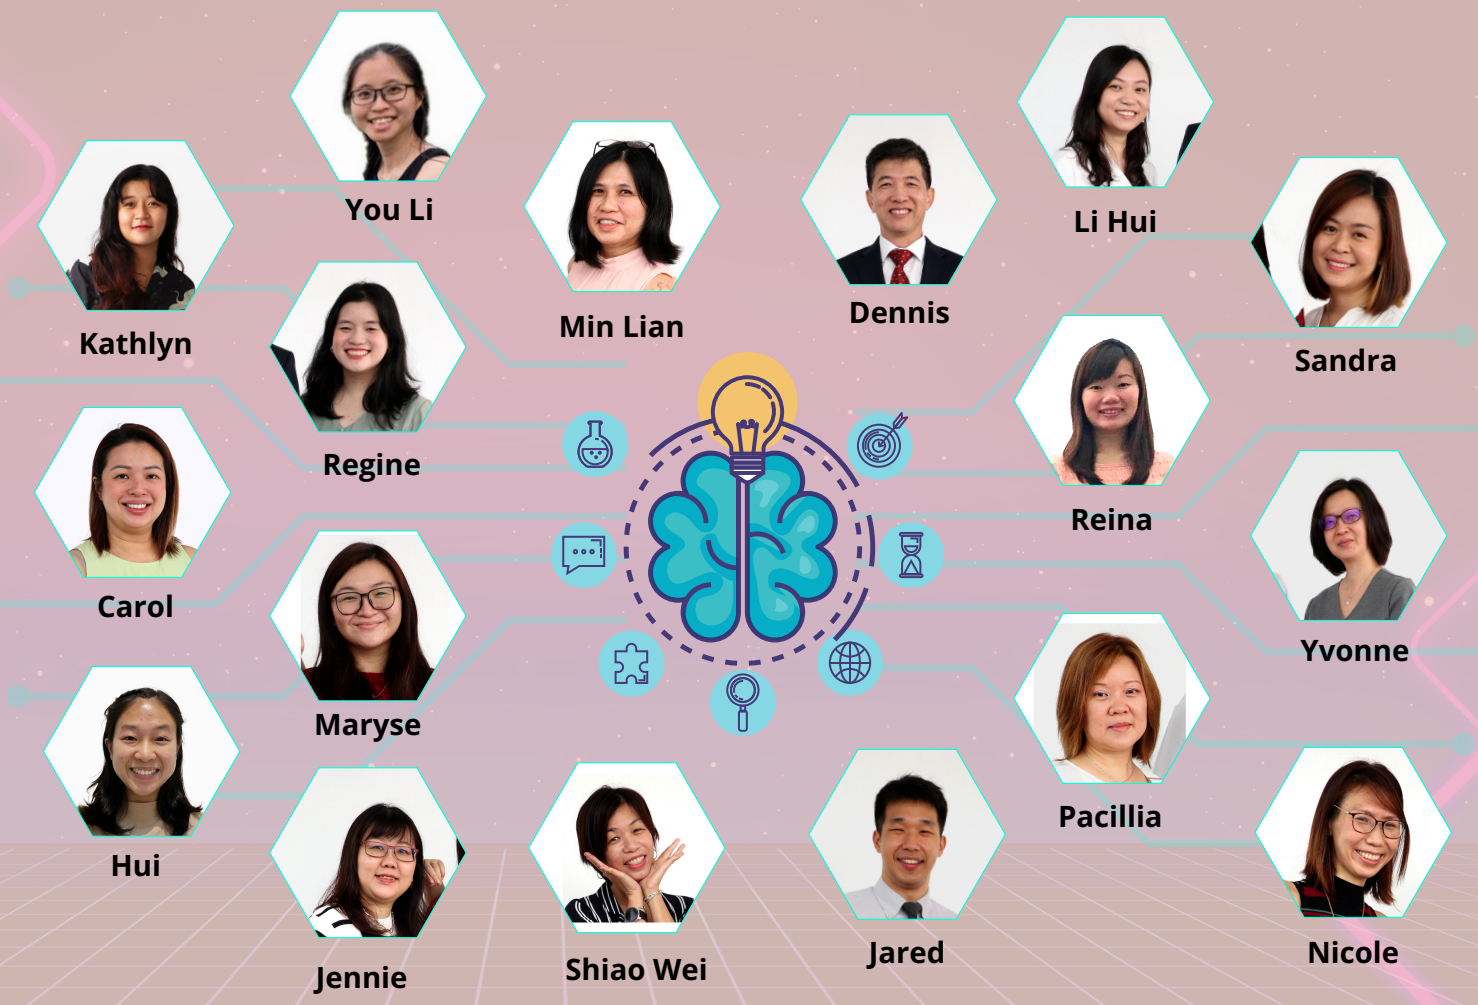 You Li
Li Hui
Min Lian
Dennis
Kathlyn
Sandra
Regine
Reina
Carol
Yvonne
Maryse
Pacillia
Hui
Jennie
Shiao Wei
Jared
Nicole